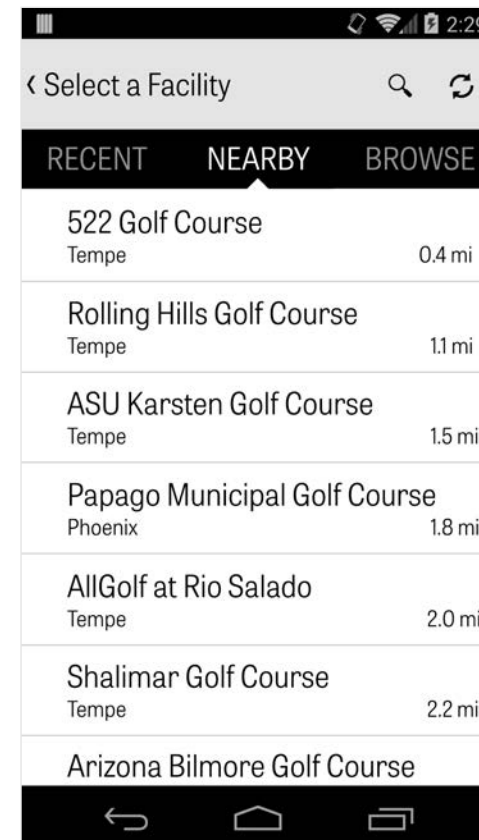 2:29
Select a Facility
RECENT NEARBY BROWSE
522 Golf Course
Tempe 0.4 mi
Rolling Hills Golf Course
Tempe 1.1 mi
ASU Karsten Golf Course
Tempe 1.5 mi
Papago Municipal Golf Course
Phoenix 1.8 mi
AllGolf at Rio Salado
Tempe 2.0 mi
Shalimar Golf Course
Tempe 2.2 mi
Arizona Bilmore Golf Course